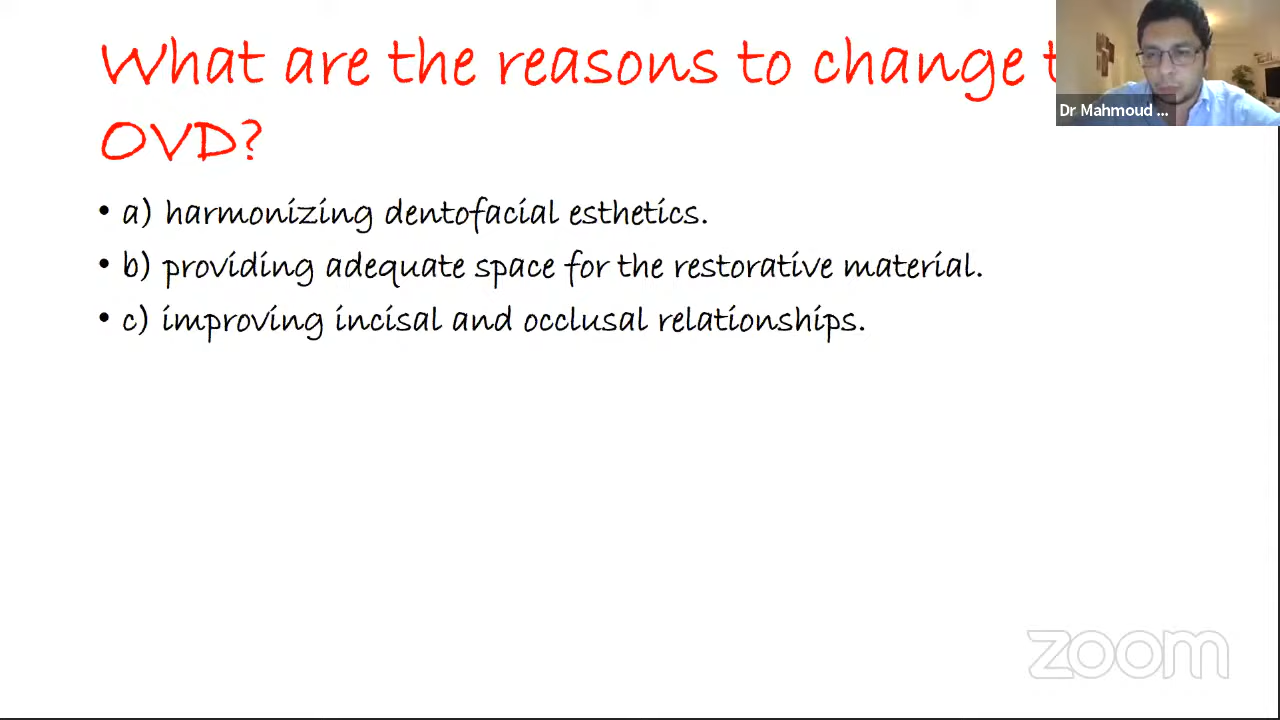 What are the reasons to change
OVD?
• a) harmonizing dentofacial esthetics.
• b) providing adequate space for the restorative material.
• c) improving incisal and occlusal relationships.
Dr Mahmoud ...
zoom